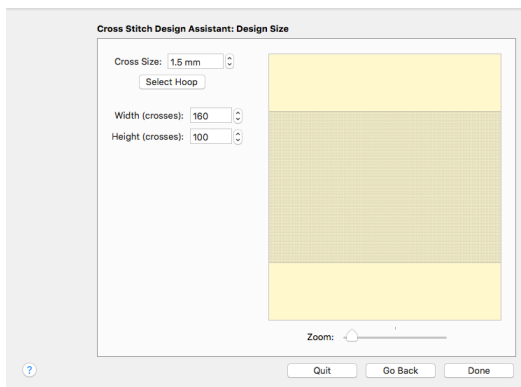 Cross Stitch Design Assistant: Design Size
Cross Size: 1.5 mm
Select Hoop
Width (crosses): 160
Height (crosses): 100
Zoom:
? Quit Go Back Done